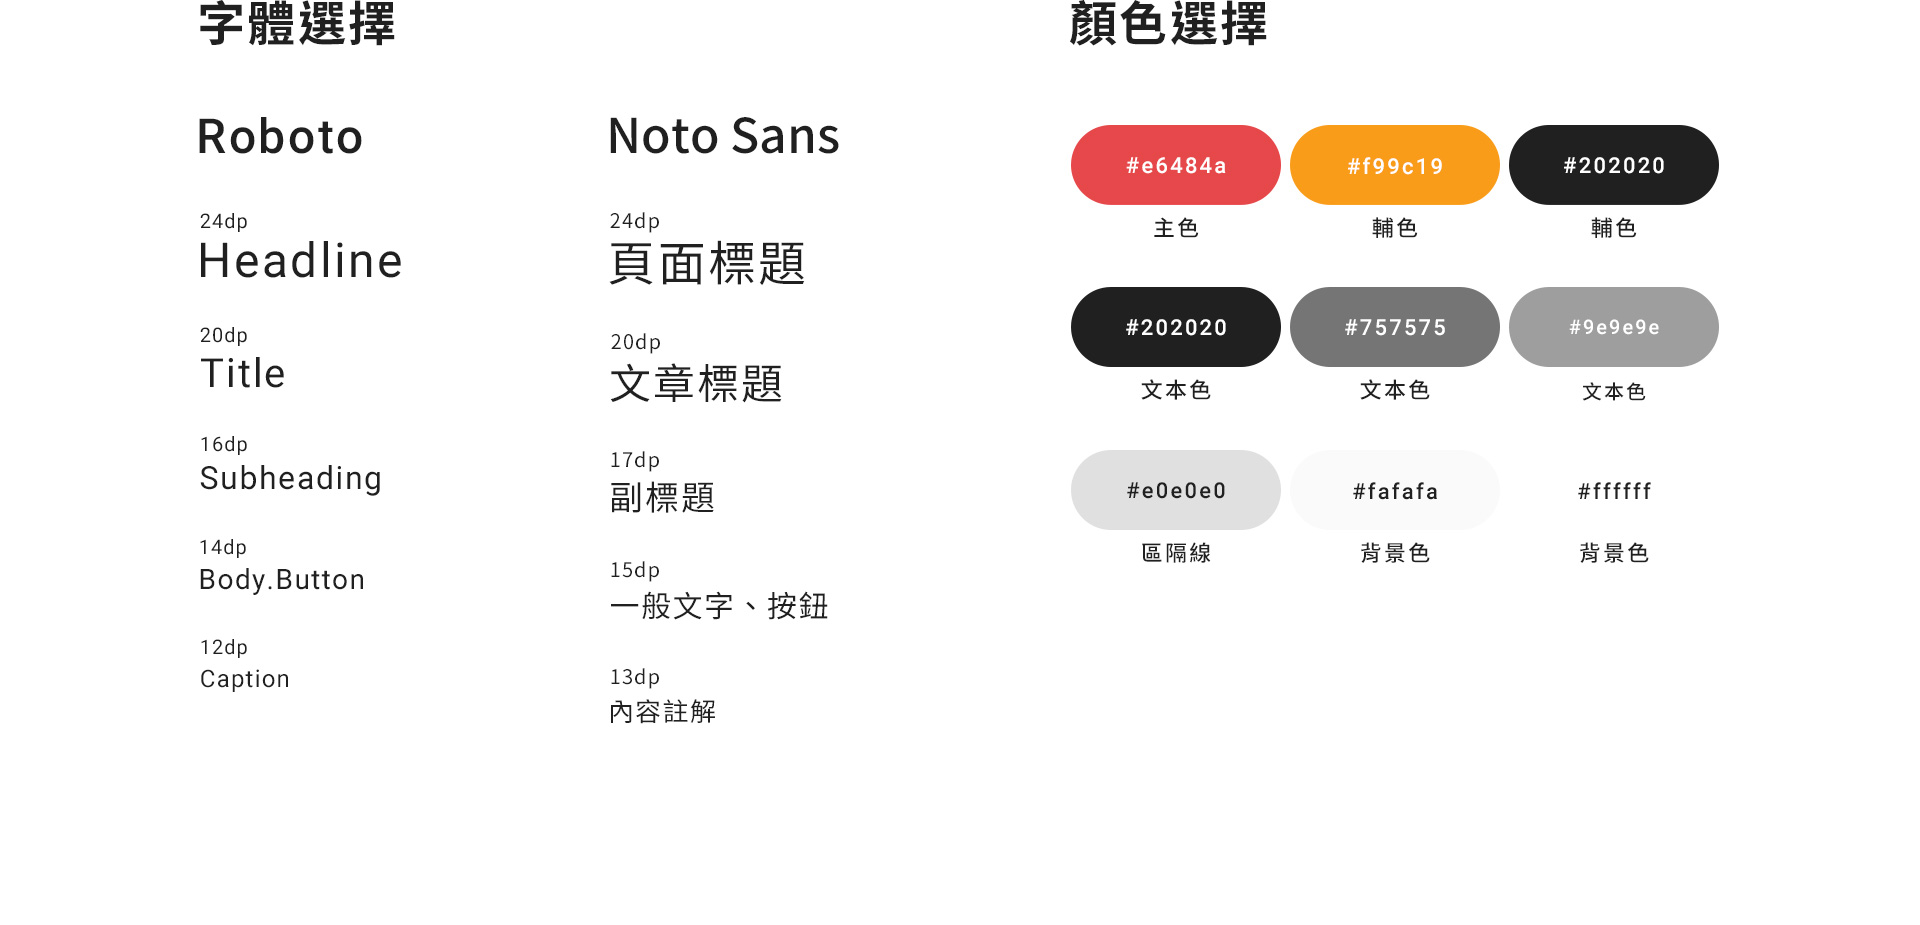 字體選擇
Roboto
24dp
Headline
20dp
Title
16dp
Subheading
14dp
Body.Button
12dp
Caption
Noto Sans
24dp
頁面標題
20dp
文章標題
17dp
副標題
15dp
一般文字、按鈕
13dp
內容註解
顏色選擇
#e6484a
主色
#f99c19
輔色
#202020
輔色
#202020
文本色
#757575
文本色
#9e9e9e
文本色
#e0e0e0
區隔線
#fafafa
背景色
#ffffff
背景色